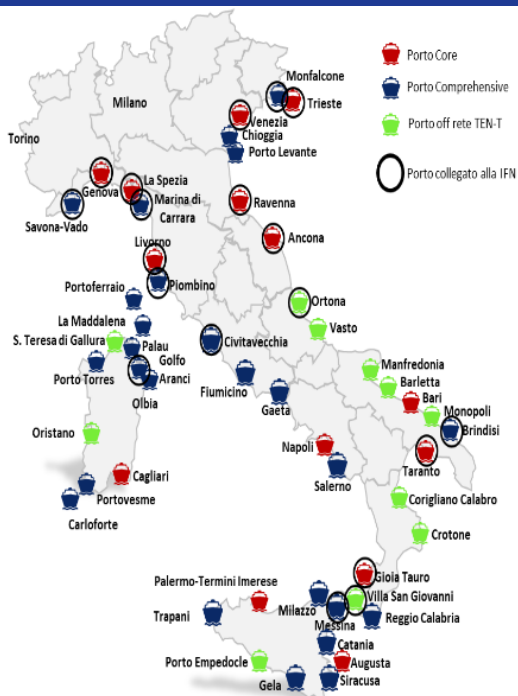 Porto Core
Porto Comprehensive
Porto off rete TEN-T
Porto collegato alla IFN
Monfalcone
Trieste
Milano
Venezia
Chioggia
Porto Levante
Torino
Genova
La Spezia
Marina di
Carrara
Savona-Vado
Ravenna
Ancona
Livorno
Piombino
Portoferraio
Ortona
Vasto
La Maddalena
S. Teresa di Gallura
Palau
Golfo
Aranci
Porto Torres
Olbia
Civitavecchia
Fiumicino
Gaeta
Manfredonia
Barletta
Bari
Monopoli
Brindisi
Oristano
Napoli
Salerno
Taranto
Cagliari
Portovesme
Carloforte
Corigliano Calabro
Crotone
Gioia Tauro
Palermo-Termini Imerese
Villa San Giovanni
Milazzo
Trapani
Messina
Reggio Calabria
Catania
Porto Empedocle
Augusta
Gela
Siracusa